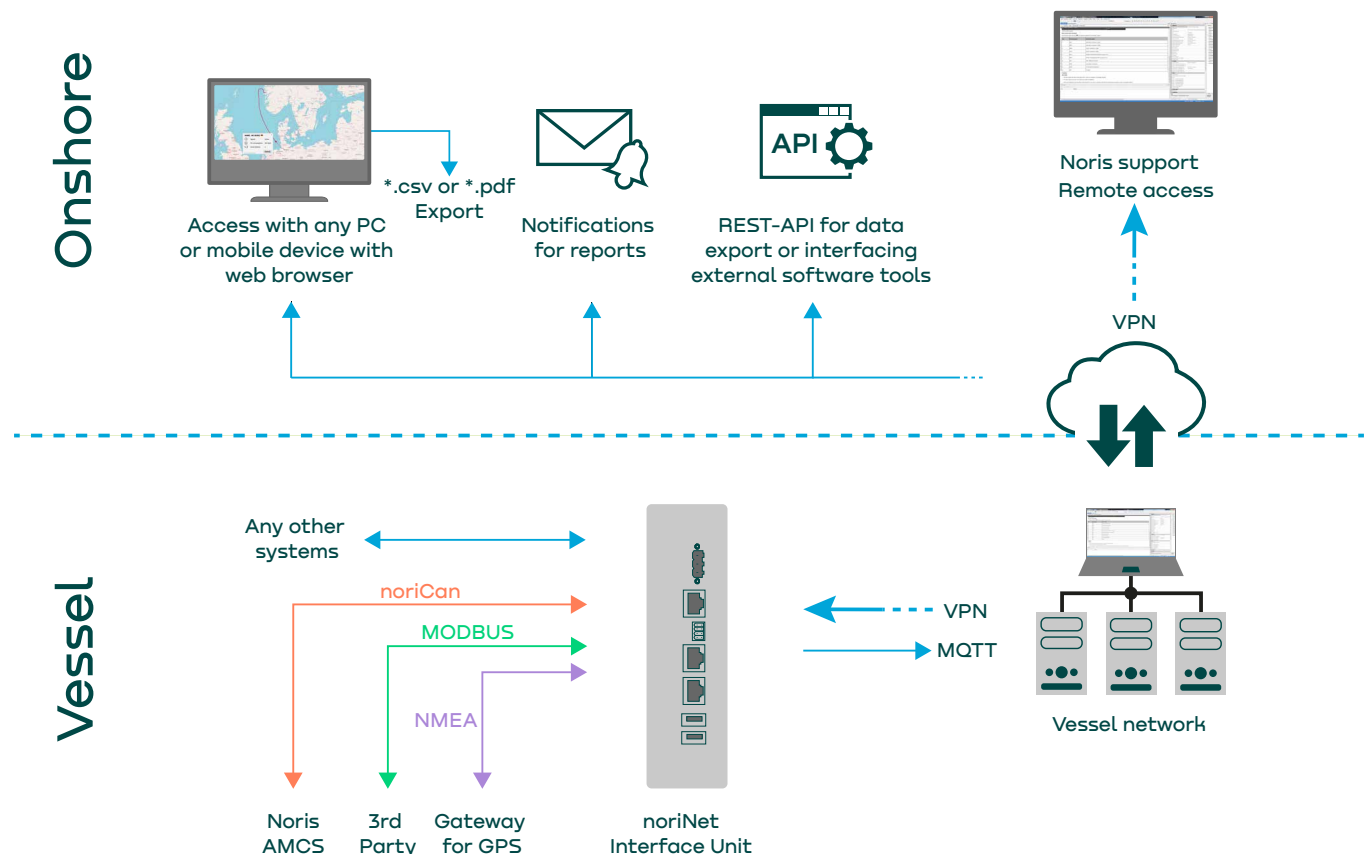 Onshore
*.csv or *.pdf
Export
Access with any PC
or mobile device with
web browser
Notifications
for reports
API
REST-API for data
export or interfacing
external software tools
Noris support
Remote access
VPN
Vessel
Any other
systems
noriCan
MODBUS
NMEA
VPN
MQTT
Vessel network
Noris
AMCS
3rd
Party
Gateway
for GPS
noriNet
Interface Unit